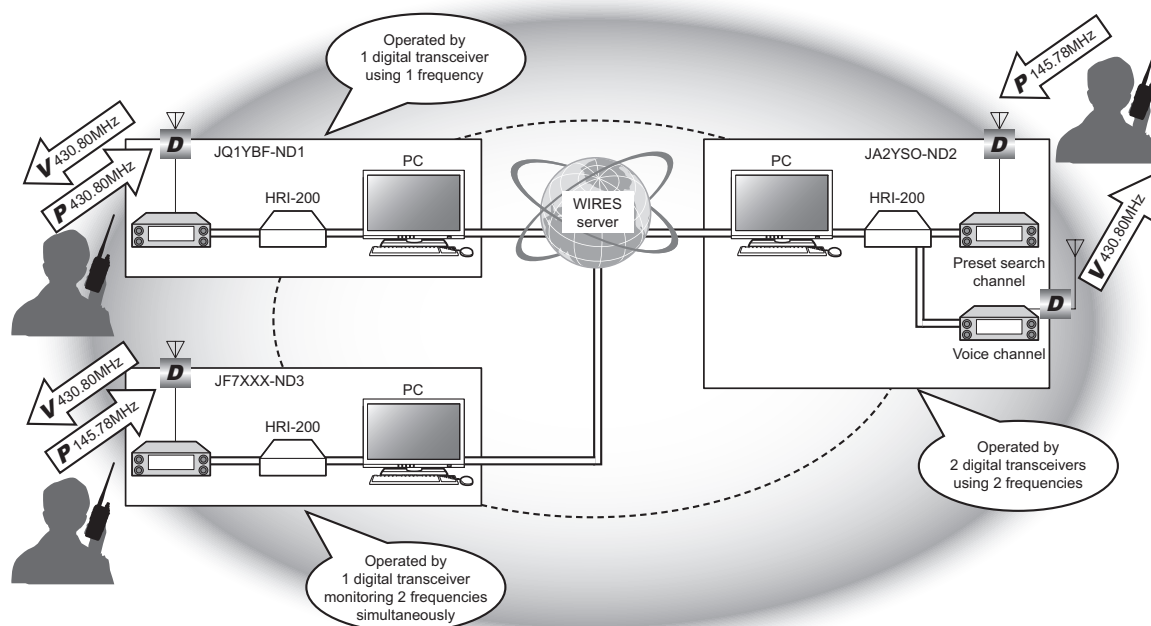 Operated by
1 digital transceiver
using 1 frequency
V 430.80MHz
P 430.80MHz
D
JQ1YBF-ND1
PC
HRI-200
WIRES
server
P 145.78MHz
V 430.80MHz
D
JA2YSO-ND2
PC
HRI-200
Preset search
channel
D
Voice channel
V 430.80MHz
P 145.78MHz
D
JF7XXX-ND3
PC
HRI-200
Operated by
2 digital transceivers
using 2 frequencies
Operated by
1 digital transceiver
monitoring 2 frequencies
simultaneously